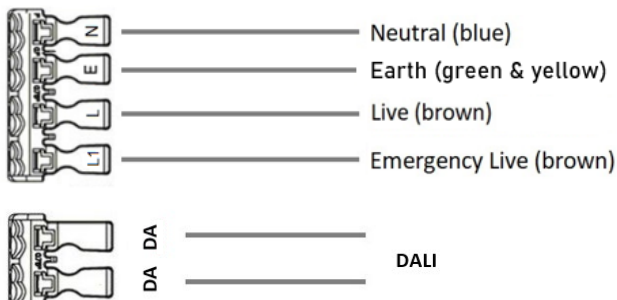 N Neutral (blue)
E Earth (green & yellow)
L Live (brown)
L1 Emergency Live (brown)
DA
DALI
DA